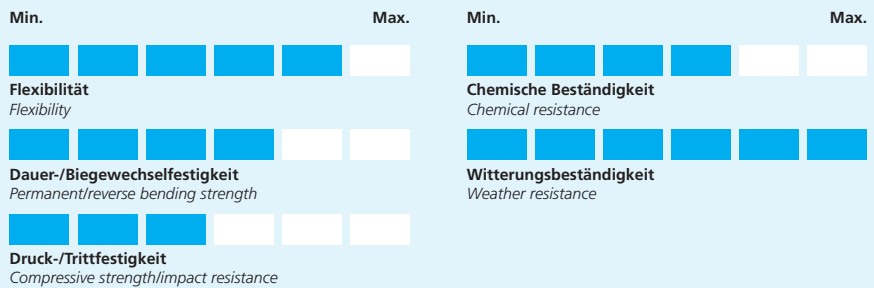 Min. Max.
Flexibilität
Flexibility
Dauer-/Biegewechselfestigkeit
Permanent/reverse bending strength
Druck-/Trittfestigkeit
Compressive strength/impact resistance
Min. Max.
Chemische Beständigkeit
Chemical resistance
Witterungsbeständigkeit
Weather resistance